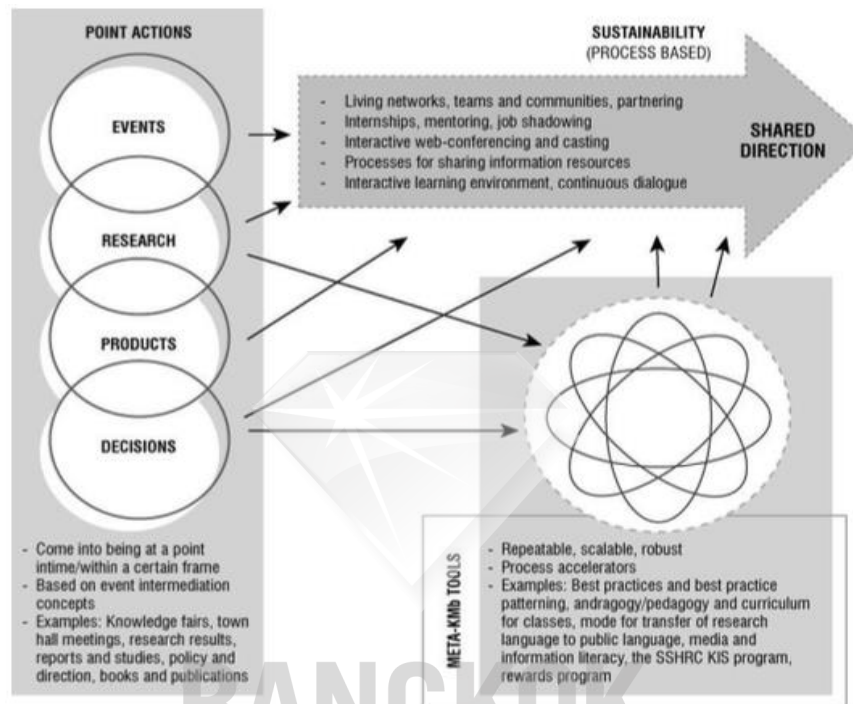 POINT ACTIONS
EVENTS
RESEARCH
PRODUCTS
DECISIONS
- Come into being at a point
intime/within a certain frame
- Based on event intermediation
concepts
- Examples: Knowledge fairs, town
hall meetings, research results,
reports and studies, policy and
direction, books and publications
SUSTAINABILITY
(PROCESS BASED)
- Living networks, teams and communities, partnering
- Internships, mentoring, job shadowing
- Interactive web-conferencing and casting
- Processes for sharing information resources
- Interactive learning environment, continuous dialogue
SHARED
DIRECTION
META-KMb TOOLS
- Repeatable, scalable, robust
- Process accelerators
- Examples: Best practices and best practice
patterning, andragogy/pedagogy and curriculum
for classes, mode for transfer of research
language to public language, media and
information literacy, the SSHRC KIS program,
rewards program
BANGKOK